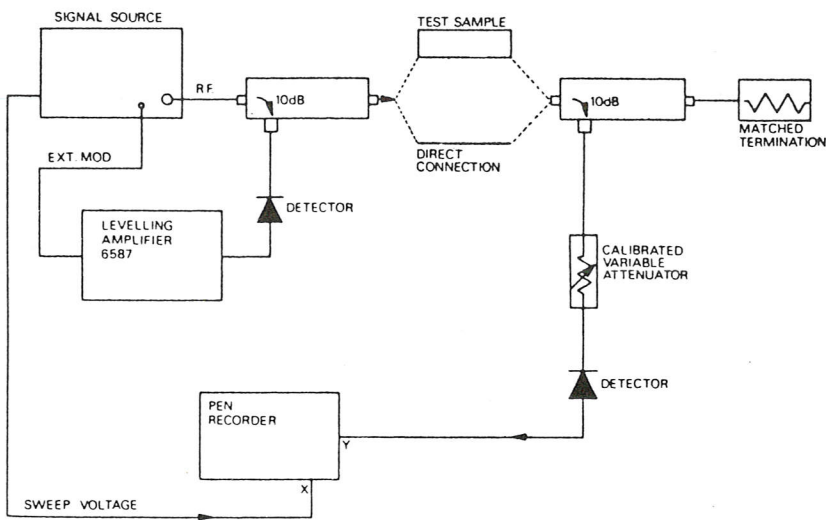 SIGNAL SOURCE
TEST SAMPLE
R.F.
10dB
10dB
MATCHED
TERMINATION
EXT. MOD
DIRECT
CONNECTION
DETECTOR
LEVELLING
AMPLIFIER
6587
CALIBRATED
VARIABLE
ATTENUATOR
DETECTOR
PEN
RECORDER
Y
X
SWEEP VOLTAGE